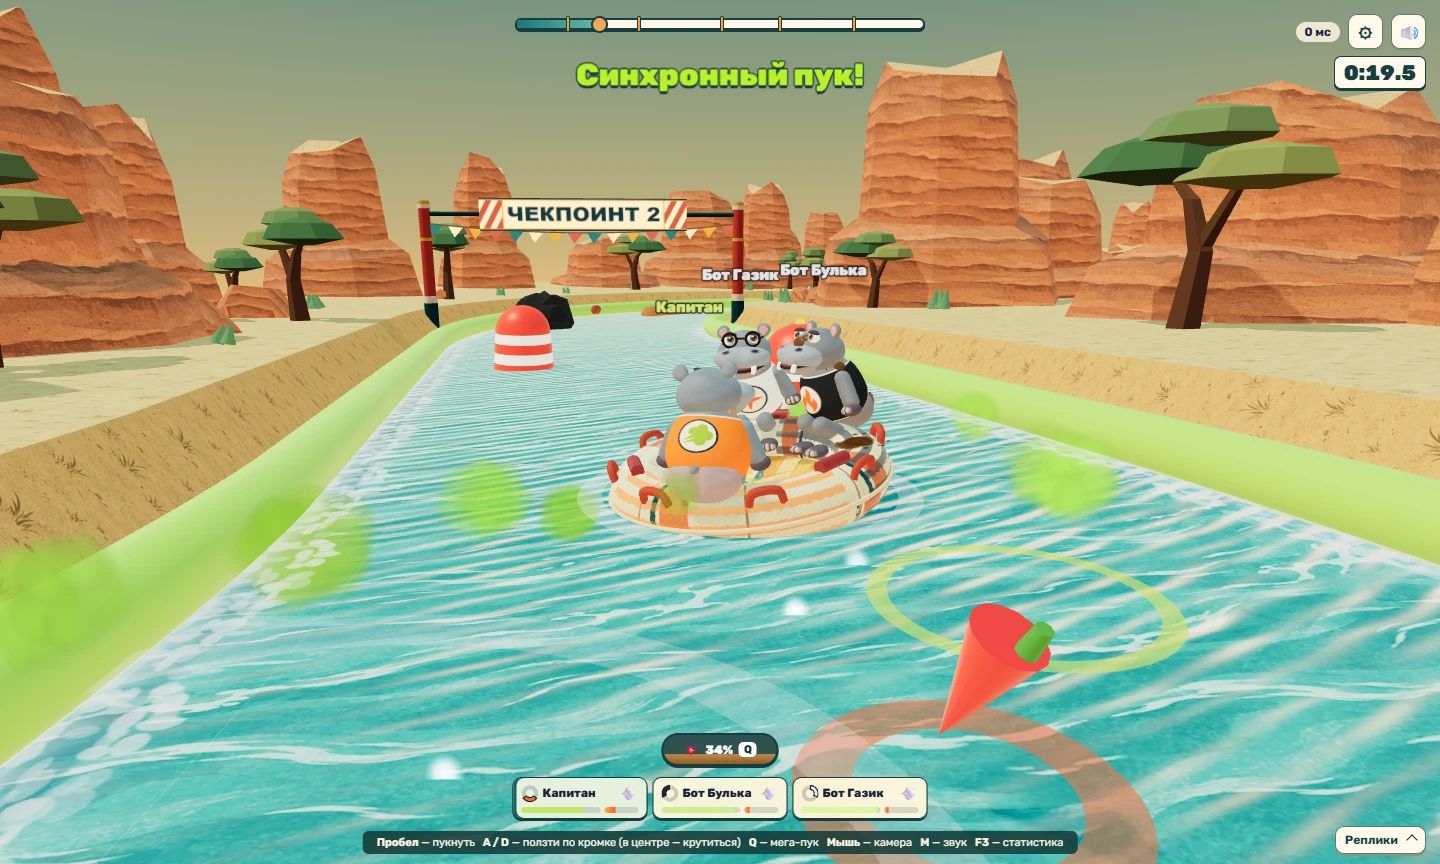 0 мс
0:19.5
Синхронный пук!
ЧЕКПОИНТ 2
Бот Газик
Бот Булька
Капитан
34% Q
Капитан
Бот Булька
Бот Газик
Пробел — пукнуть A / D — ползти по кромке (в центре — крутиться) Q — мега-пук Мышь — камера M — звук F3 — статистика
Реплики